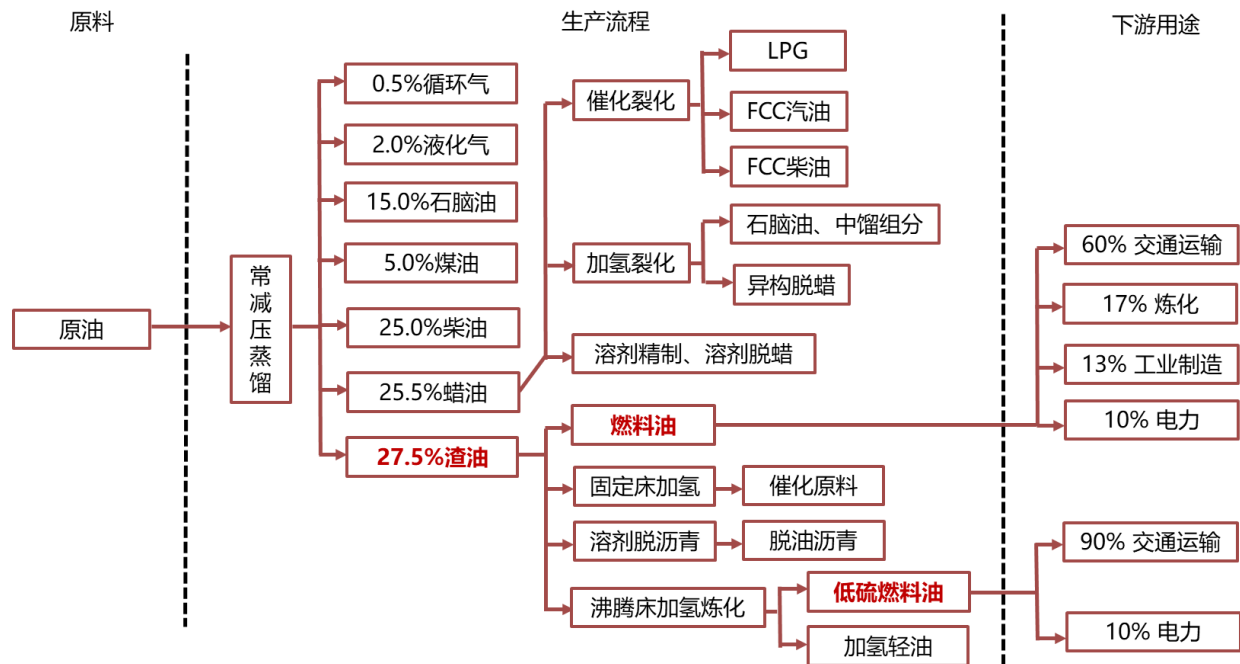 原料
生产流程
下游用途
原油
常
减
压
蒸
馏
0.5%循环气
2.0%液化气
15.0%石脑油
5.0%煤油
25.0%柴油
25.5%蜡油
27.5%渣油
催化裂化
LPG
FCC汽油
FCC柴油
加氢裂化
石脑油、中馏组分
异构脱蜡
溶剂精制、溶剂脱蜡
燃料油
固定床加氢
催化原料
溶剂脱沥青
脱油沥青
沸腾床加氢炼化
低硫燃料油
加氢轻油
60% 交通运输
17% 炼化
13% 工业制造
10% 电力
90% 交通运输
10% 电力